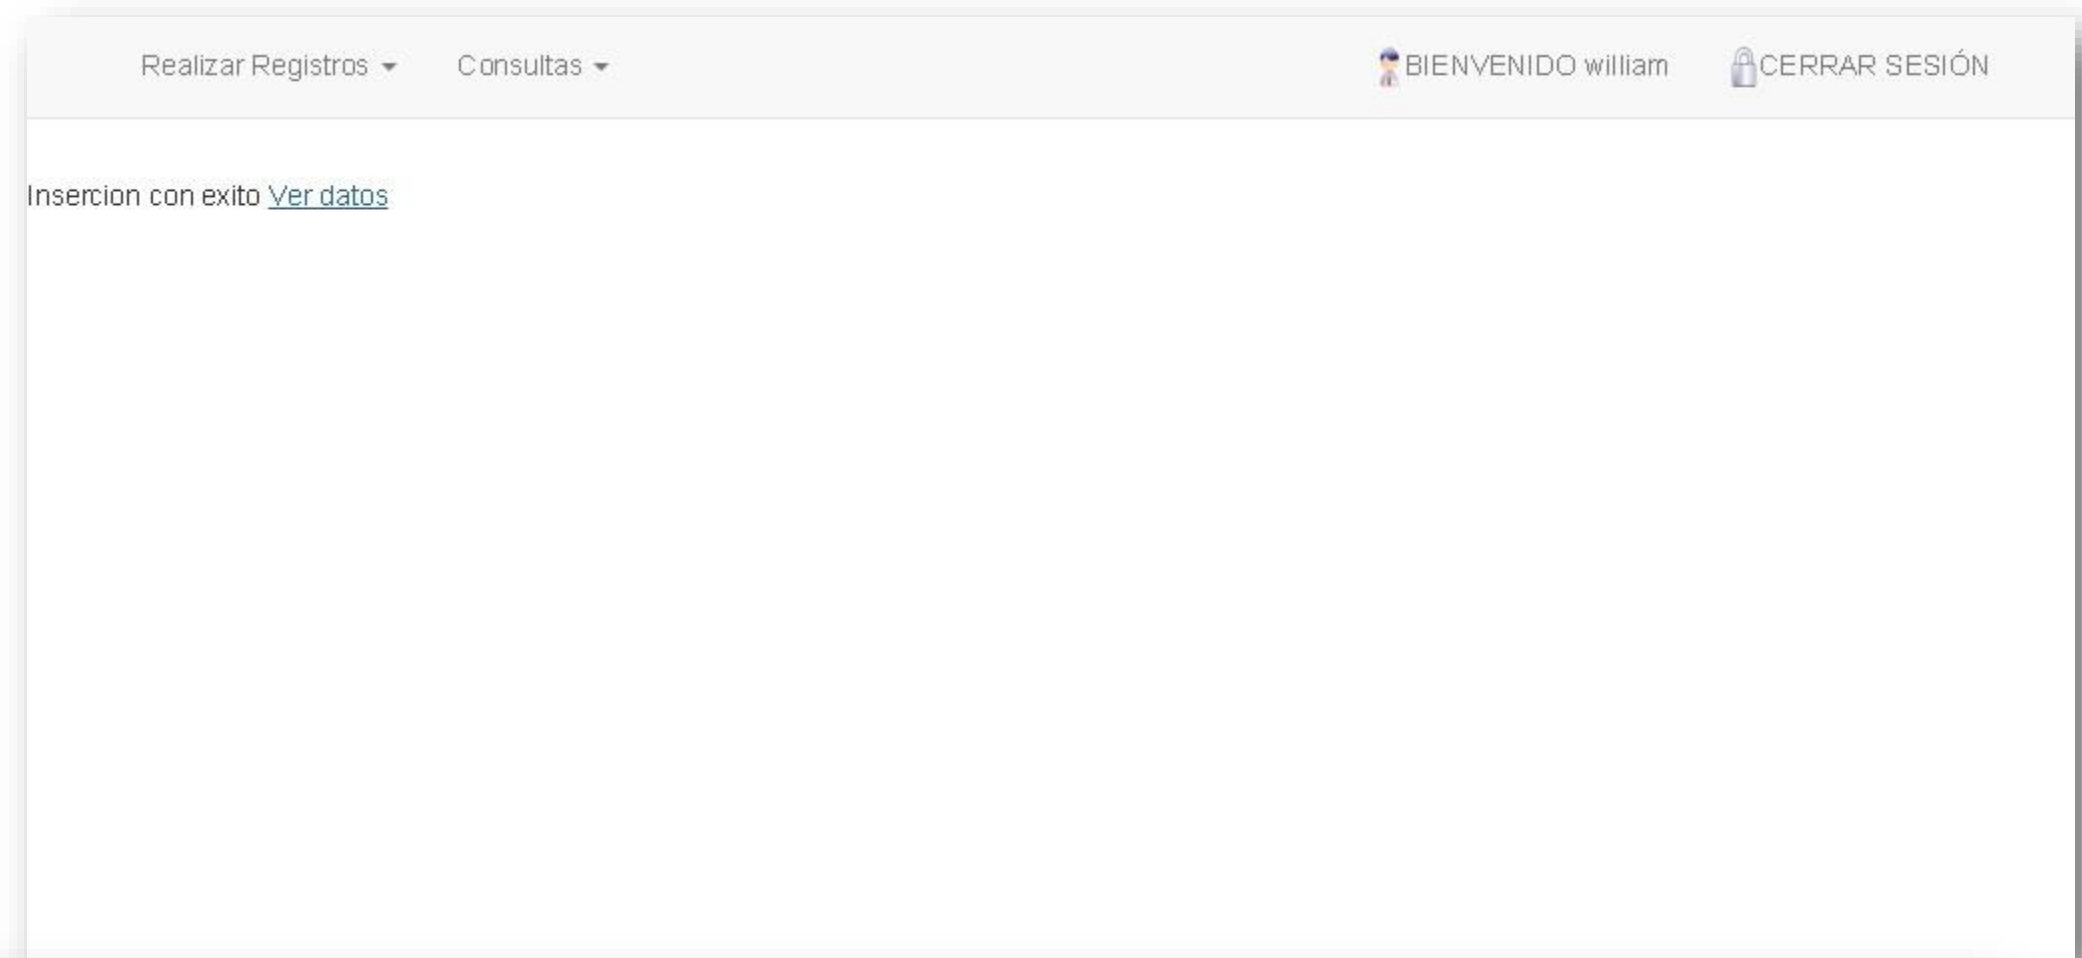 Realizar Registros Consultas BIENVENIDO william CERRAR SESIÓN
Insercion con exito Ver datos